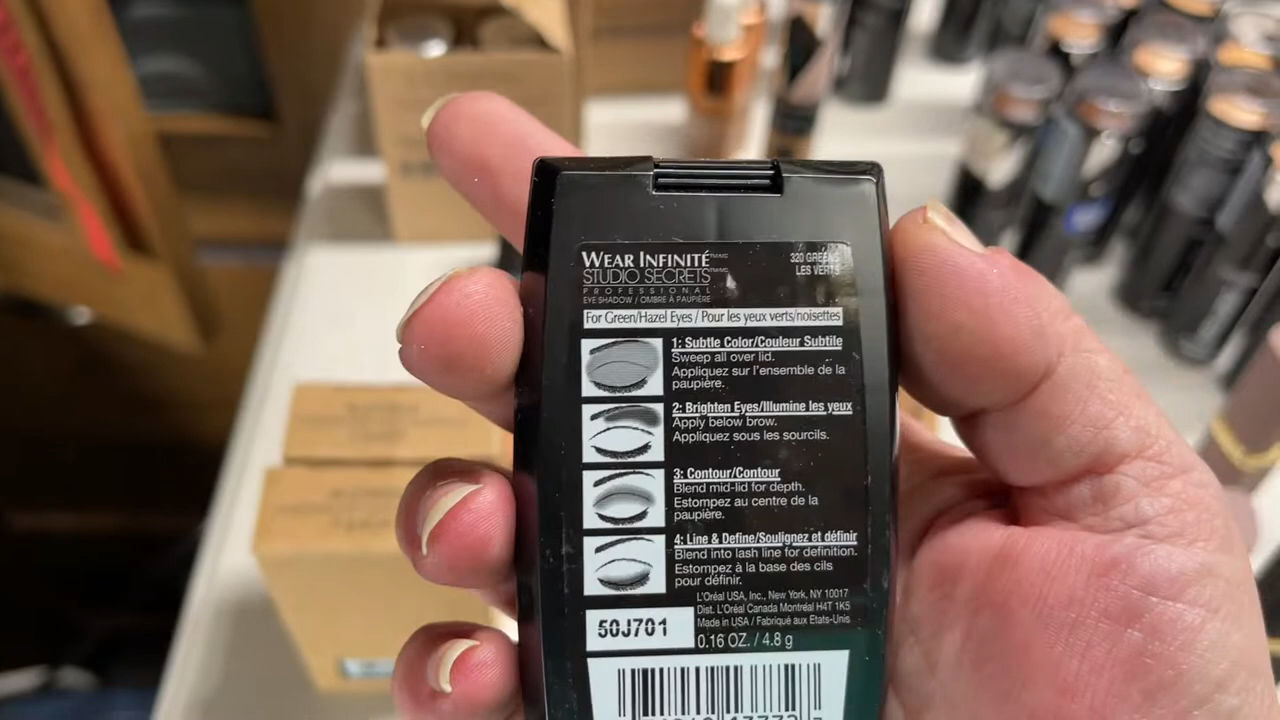 WEAR INFINITÉ™/MC
STUDIO SECRETS™/MC
PROFESSIONAL
EYE SHADOW / OMBRE À PAUPIÈRE
320 GREENS
LES VERTS
For Green/Hazel Eyes / Pour les yeux verts/noisettes
1: Subtle Color/Couleur Subtile
Sweep all over lid.
Appliquez sur l'ensemble de la
paupière.
2: Brighten Eyes/Illumine les yeux
Apply below brow.
Appliquez sous les sourcils.
3: Contour/Contour
Blend mid-lid for depth.
Estompez au centre de la
paupière.
4: Line & Define/Soulignez et définir
Blend into lash line for definition.
Estompez à la base des cils
pour définir.
L'Oréal USA, Inc., New York, NY 10017
Dist. L'Oréal Canada Montréal H4T 1K5
Made in USA / Fabriqué aux Etats-Unis
50J701
0.16 OZ. / 4.8 g